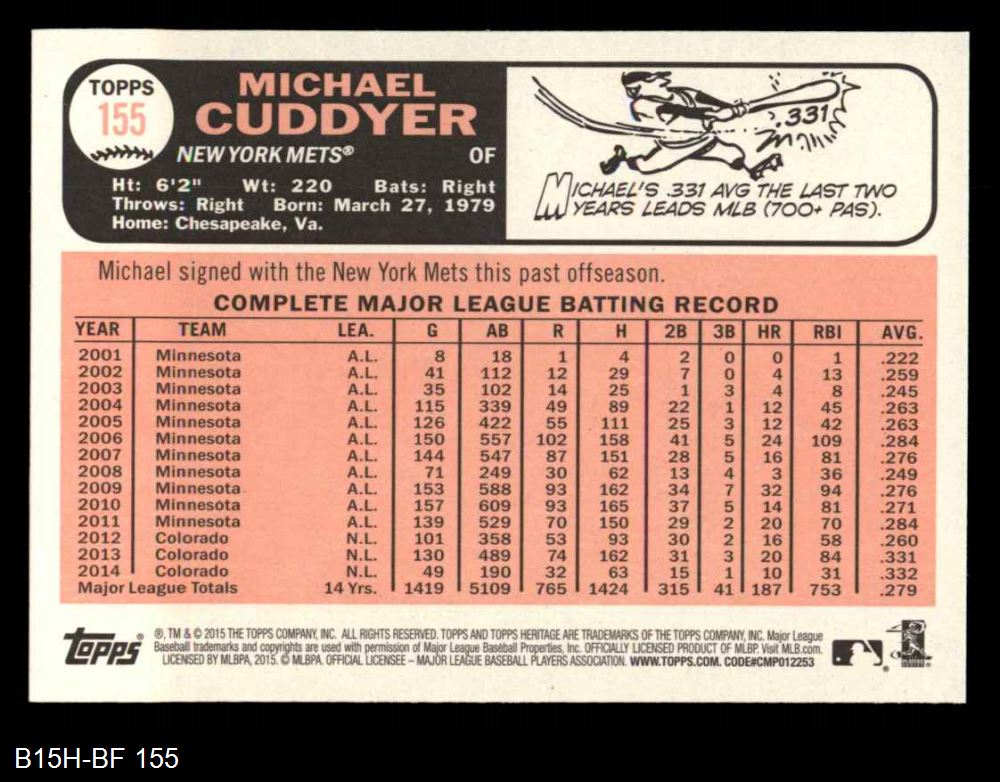 TOPPS
155
MICHAEL
CUDDYER
NEW YORK METS® OF
Ht: 6'2" Wt: 220 Bats: Right
Throws: Right Born: March 27, 1979
Home: Chesapeake, Va.
.331
MICHAEL'S .331 AVG THE LAST TWO
YEARS LEADS MLB (700+ PAS).
Michael signed with the New York Mets this past offseason.
COMPLETE MAJOR LEAGUE BATTING RECORD
YEAR TEAM LEA. G AB R H 2B 3B HR RBI AVG.
2001 Minnesota A.L. 8 18 1 4 2 0 0 1 .222
2002 Minnesota A.L. 41 112 12 29 7 0 4 13 .259
2003 Minnesota A.L. 35 102 14 25 1 3 4 8 .245
2004 Minnesota A.L. 115 339 49 89 22 1 12 45 .263
2005 Minnesota A.L. 126 422 55 111 25 3 12 42 .263
2006 Minnesota A.L. 150 557 102 158 41 5 24 109 .284
2007 Minnesota A.L. 144 547 87 151 28 5 16 81 .276
2008 Minnesota A.L. 71 249 30 62 13 4 3 36 .249
2009 Minnesota A.L. 153 588 93 162 34 7 32 94 .276
2010 Minnesota A.L. 157 609 93 165 37 5 14 81 .271
2011 Minnesota A.L. 139 529 70 150 29 2 20 70 .284
2012 Colorado N.L. 101 358 53 93 30 2 16 58 .260
2013 Colorado N.L. 130 489 74 162 31 3 20 84 .331
2014 Colorado N.L. 49 190 32 63 15 1 10 31 .332
Major League Totals 14 Yrs. 1419 5109 765 1424 315 41 187 753 .279
topps
®, TM & © 2015 THE TOPPS COMPANY, INC. ALL RIGHTS RESERVED. TOPPS AND TOPPS HERITAGE ARE TRADEMARKS OF THE TOPPS COMPANY, INC. Major League
Baseball trademarks and copyrights are used with permission of Major League Baseball Properties, Inc. OFFICIALLY LICENSED PRODUCT OF MLBP. Visit MLB.com.
LICENSED BY MLBPA, 2015. © MLBPA. OFFICIAL LICENSEE – MAJOR LEAGUE BASEBALL PLAYERS ASSOCIATION. WWW.TOPPS.COM. CODE#CMP012253
B15H-BF 155